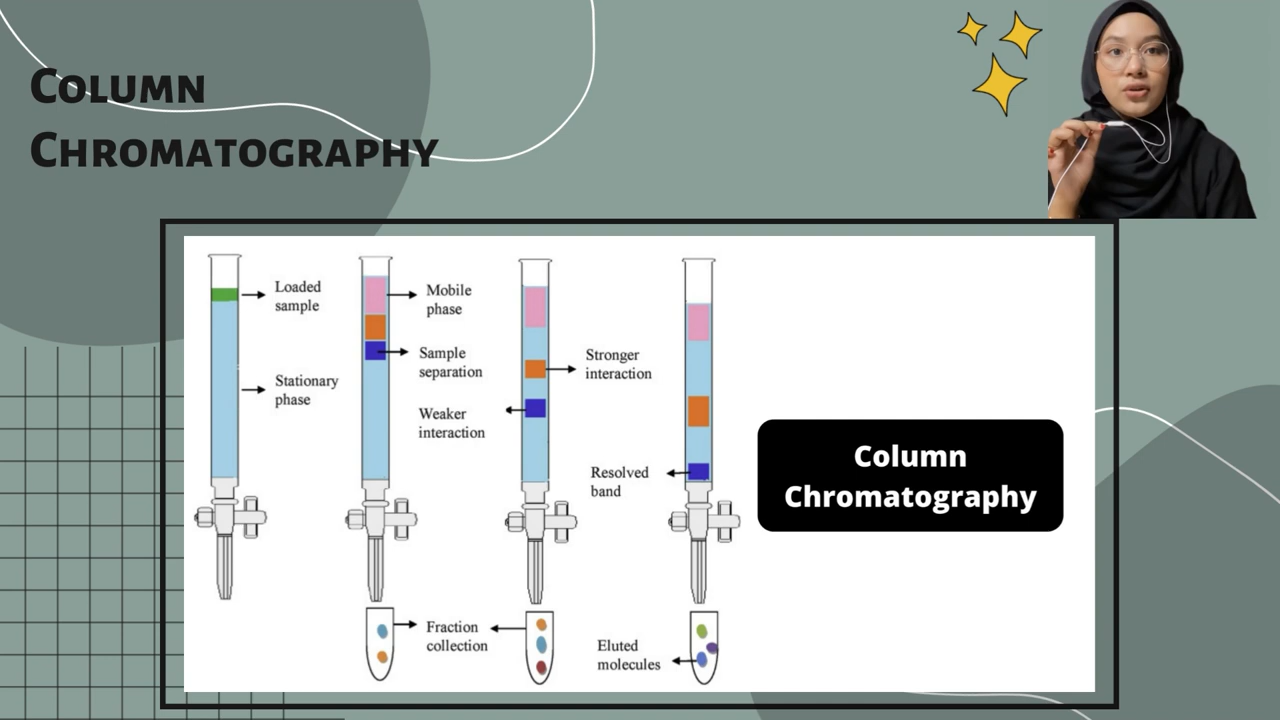 Column
Chromatography
Loaded
sample
Stationary
phase
Mobile
phase
Sample
separation
Weaker
interaction
Stronger
interaction
Resolved
band
Fraction
collection
Eluted
molecules
Column
Chromatography